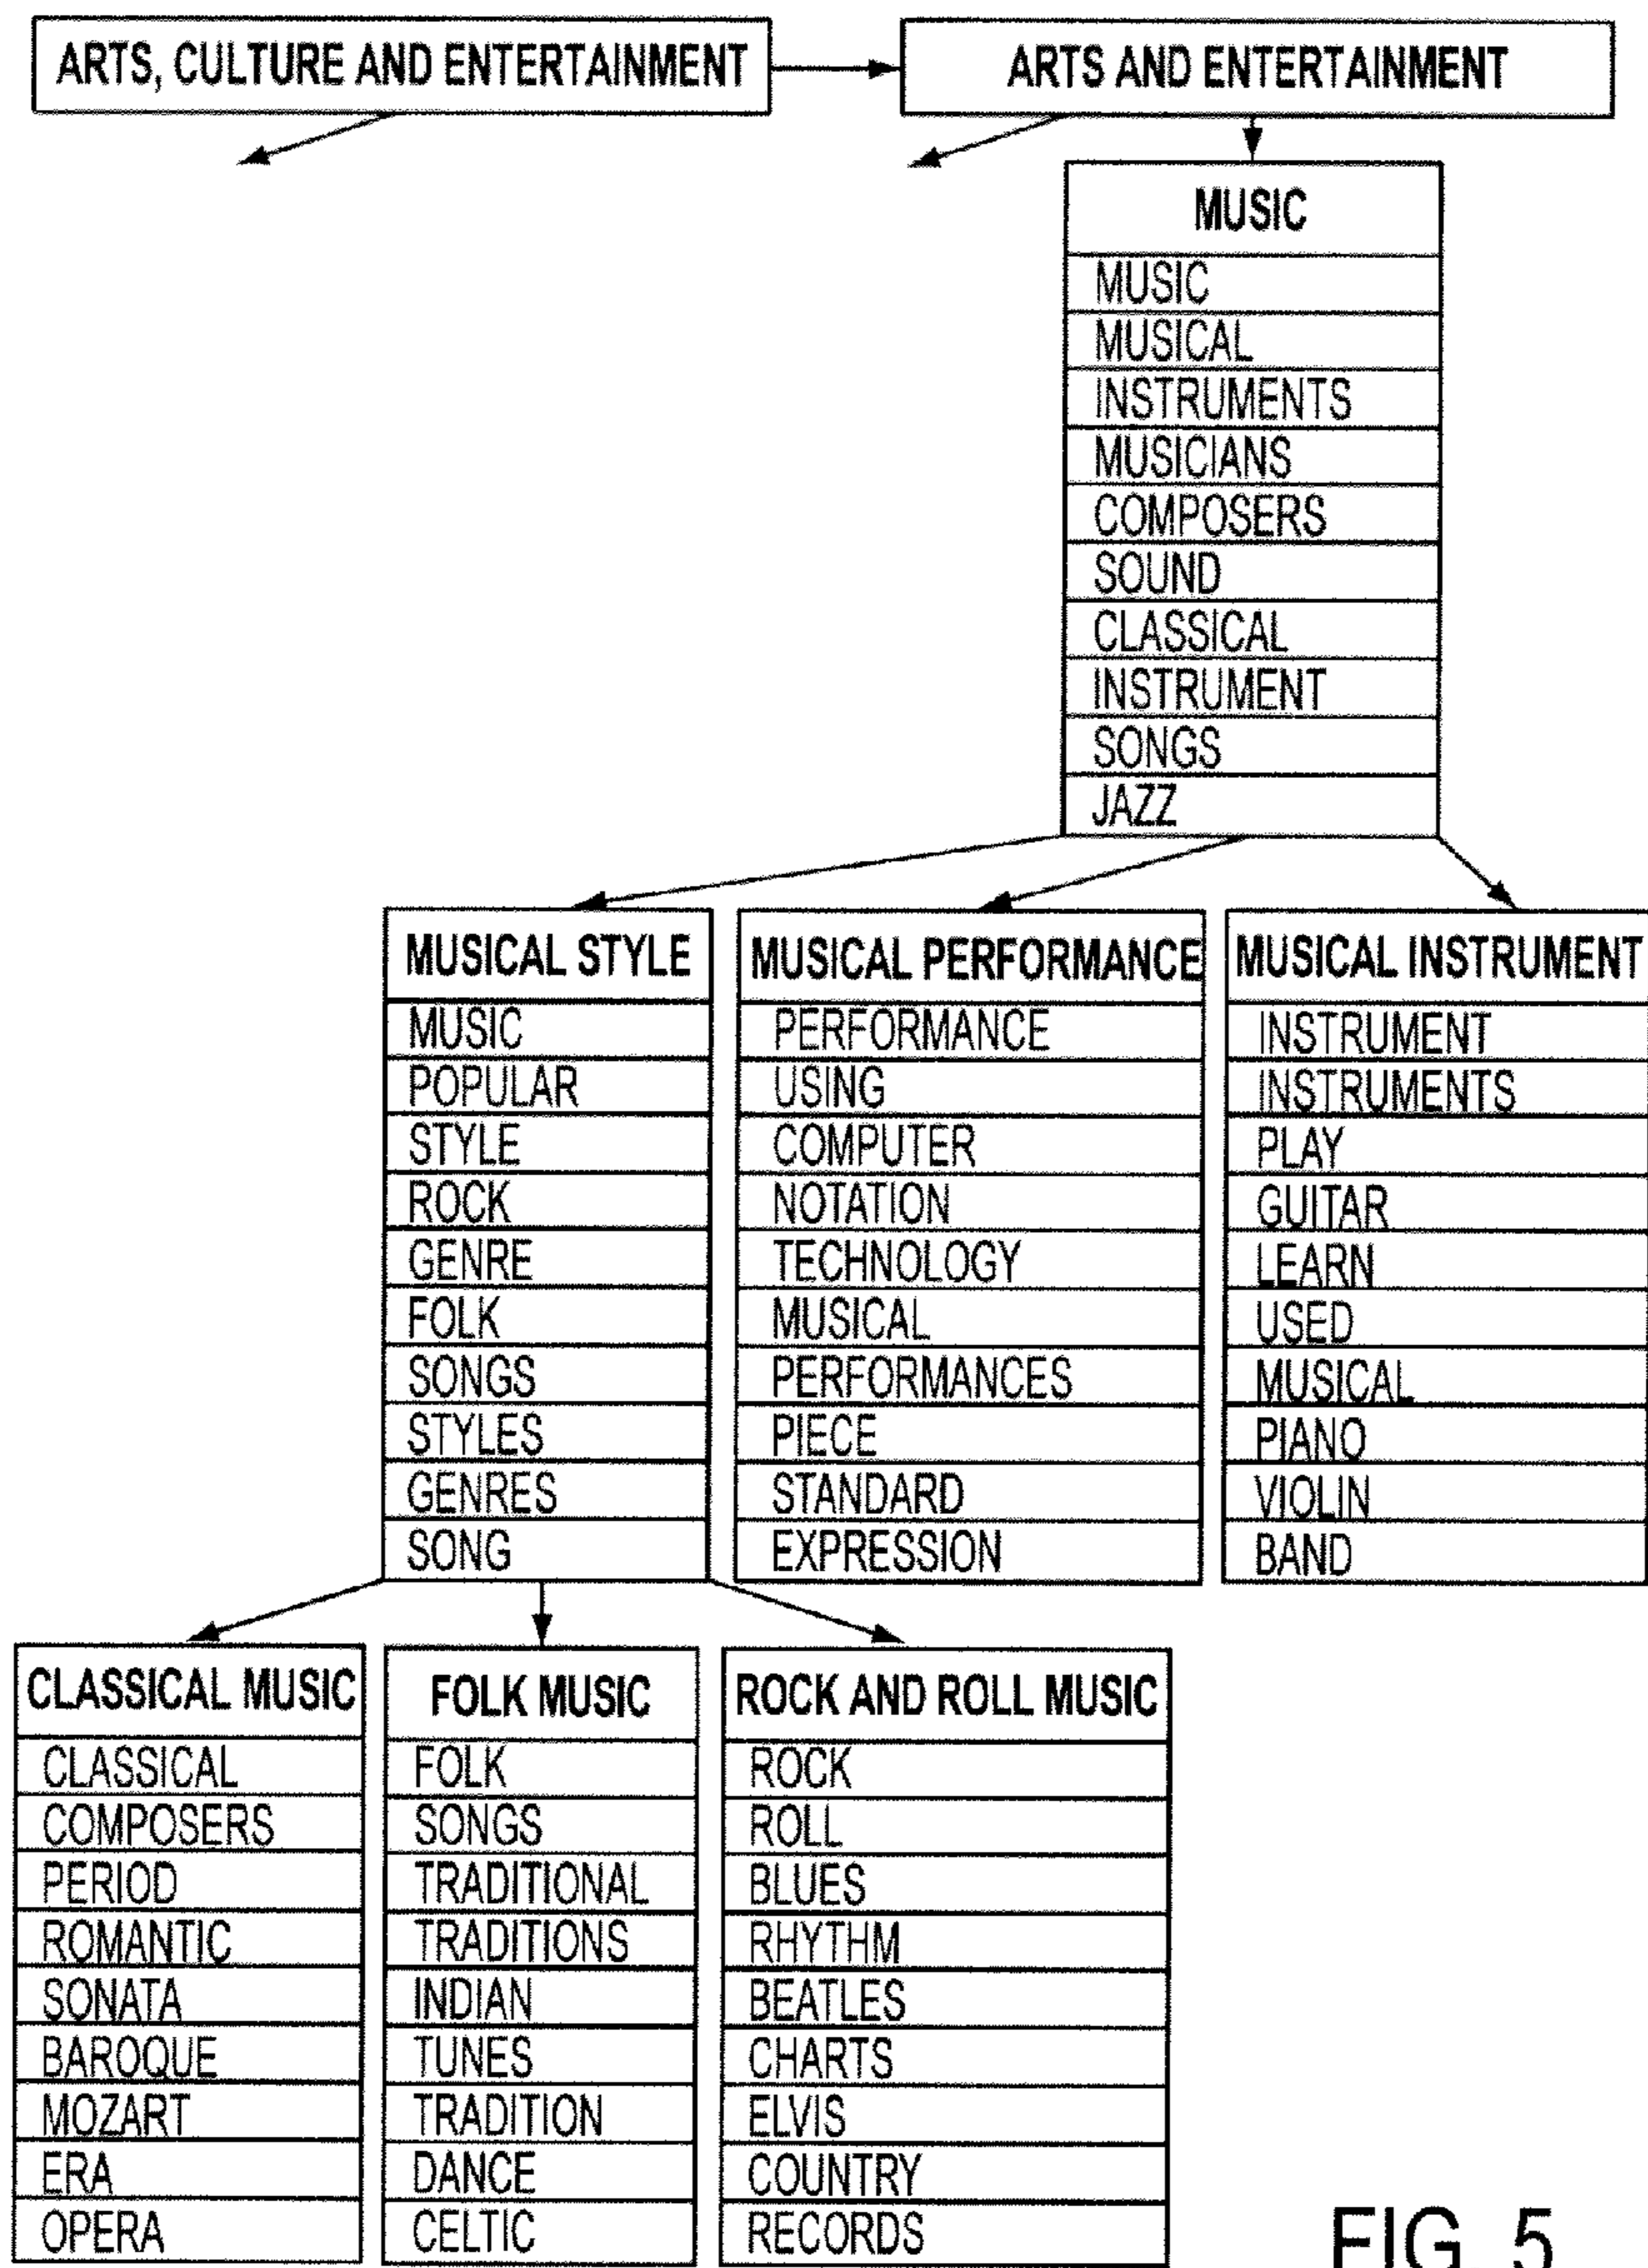 ARTS, CULTURE AND ENTERTAINMENT
ARTS AND ENTERTAINMENT
MUSIC
MUSIC
MUSICAL
INSTRUMENTS
MUSICIANS
COMPOSERS
SOUND
CLASSICAL
INSTRUMENT
SONGS
JAZZ
MUSICAL STYLE
MUSIC
POPULAR
STYLE
ROCK
GENRE
FOLK
SONGS
STYLES
GENRES
SONG
MUSICAL PERFORMANCE
PERFORMANCE
USING
COMPUTER
NOTATION
TECHNOLOGY
MUSICAL
PERFORMANCES
PIECE
STANDARD
EXPRESSION
MUSICAL INSTRUMENT
INSTRUMENT
INSTRUMENTS
PLAY
GUITAR
LEARN
USED
MUSICAL
PIANO
VIOLIN
BAND
CLASSICAL MUSIC
CLASSICAL
COMPOSERS
PERIOD
ROMANTIC
SONATA
BAROQUE
MOZART
ERA
OPERA
FOLK MUSIC
FOLK
SONGS
TRADITIONAL
TRADITIONS
INDIAN
TUNES
TRADITION
DANCE
CELTIC
ROCK AND ROLL MUSIC
ROCK
ROLL
BLUES
RHYTHM
BEATLES
CHARTS
ELVIS
COUNTRY
RECORDS
FIG. 5